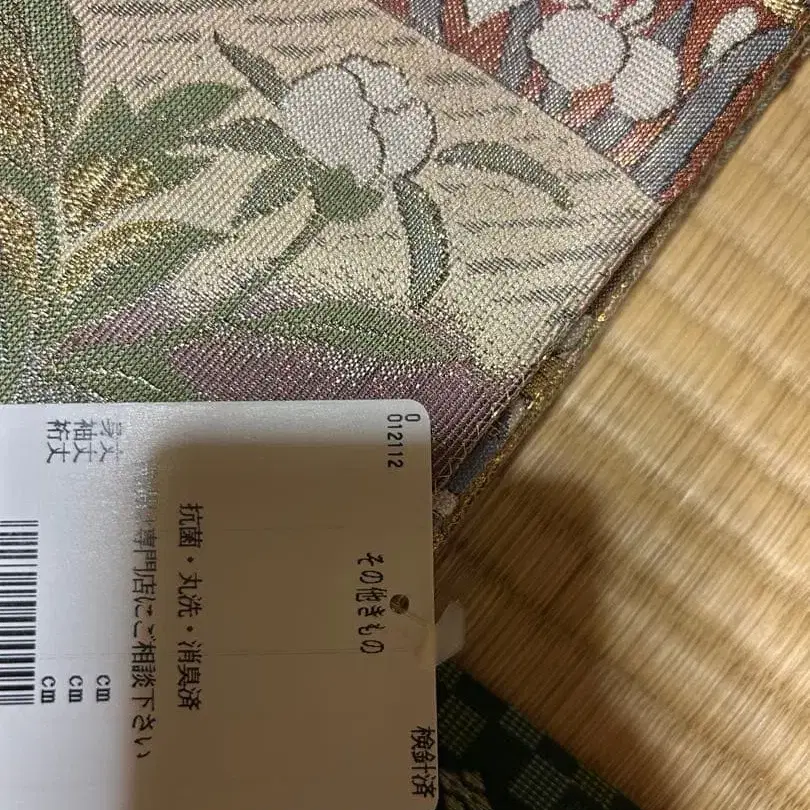 検針済
0
012112
その他きもの
抗菌・丸洗・消臭済
専門店にご相談下さい
身丈 cm
袖丈 cm
裄丈 cm